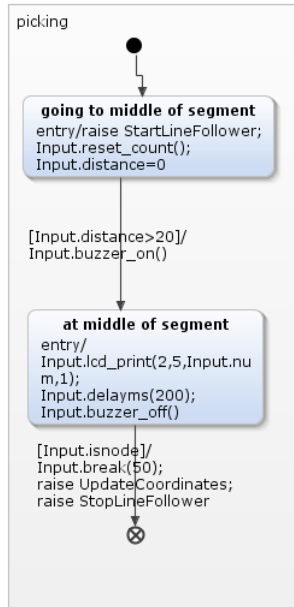 picking
going to middle of segment
entry/raise StartLineFollower;
Input.reset_count();
Input.distance=0
[Input.distance>20]/
Input.buzzer_on()
at middle of segment
entry/
Input.lcd_print(2,5,Input.nu
m,1);
Input.delayms(200);
Input.buzzer_off()
[Input.isnode]/
Input.break(50);
raise UpdateCoordinates;
raise StopLineFollower